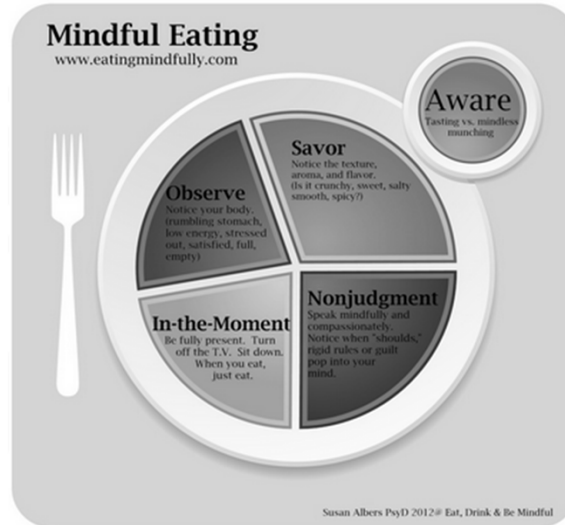 Mindful Eating
www.eatingmindfully.com
Aware
Tasting vs. mindless
munching
Savor
Notice the texture,
aroma, and flavor.
(Is it crunchy, sweet, salty
smooth, spicy?)
Observe
Notice your body.
(rumbling stomach,
low energy, stressed
out, satisfied, full,
empty)
In-the-Moment
Be fully present. Turn
off the T.V. Sit down.
When you eat,
just eat.
Nonjudgment
Speak mindfully and
compassionately.
Notice when "shoulds,"
rigid rules or guilt
pop into your
mind.
Susan Albers PsyD 2012@ Eat, Drink & Be Mindful